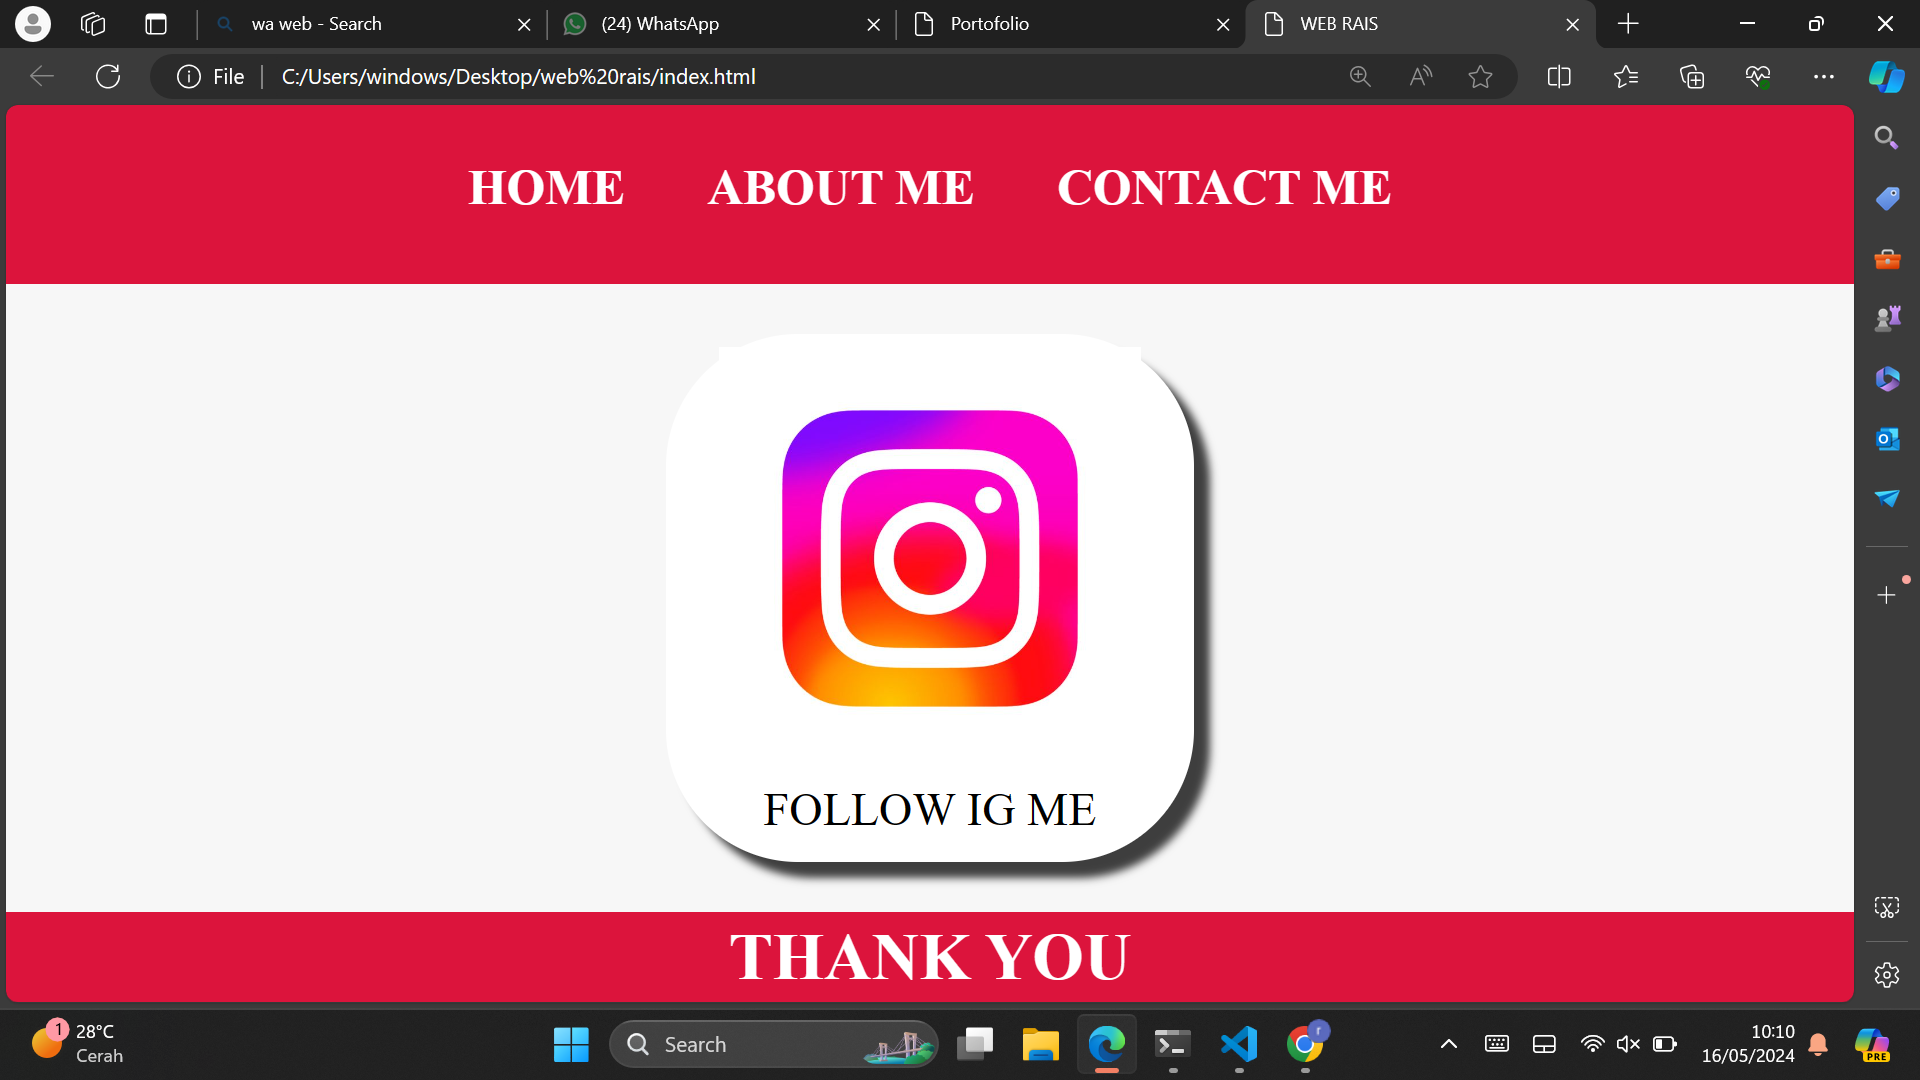 wa web - Search
(24) WhatsApp
Portofolio
WEB RAIS
File
C:/Users/windows/Desktop/web%20rais/index.html
HOME
ABOUT ME
CONTACT ME
FOLLOW IG ME
THANK YOU
1
28°C
Cerah
Search
r
10:10
16/05/2024
PRE